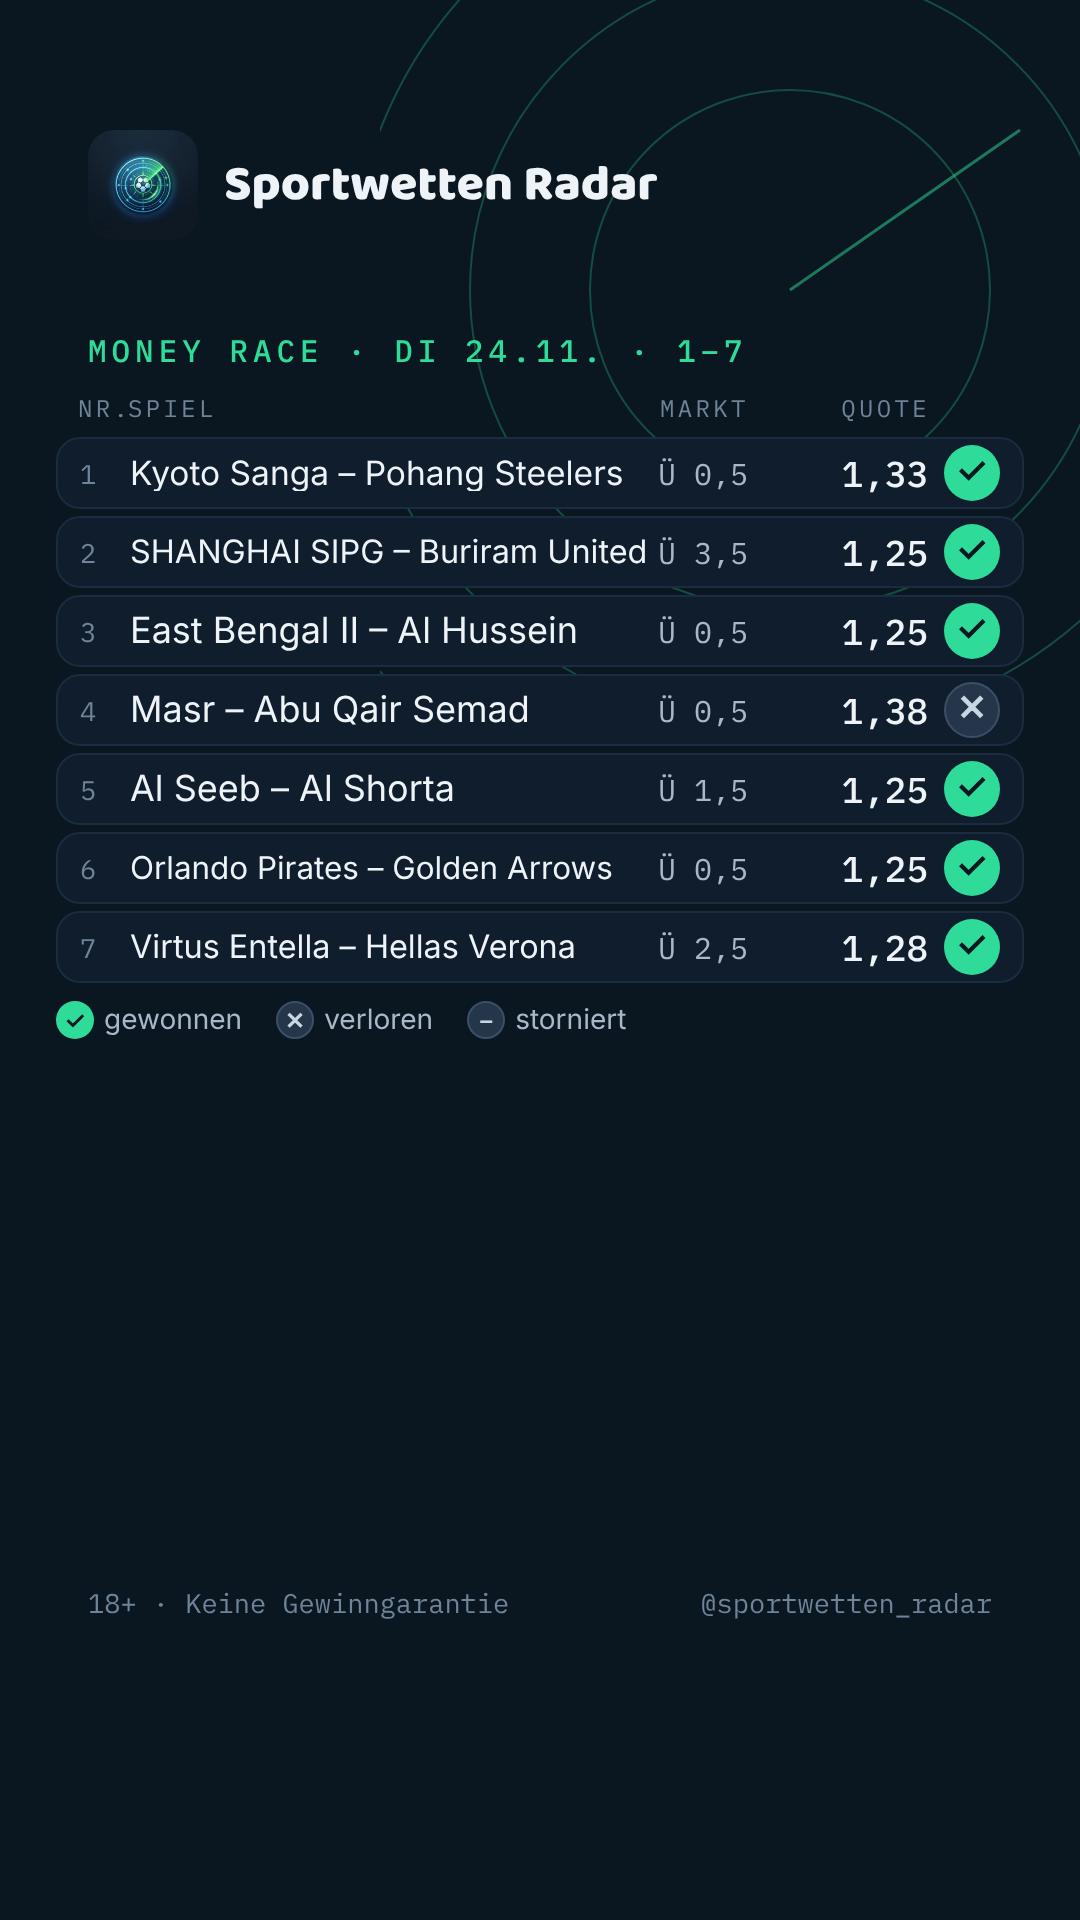 Sportwetten Radar
MONEY RACE · DI 24.11. · 1–7
NR. SPIEL MARKT QUOTE
1 Kyoto Sanga – Pohang Steelers Ü 0,5 1,33
2 SHANGHAI SIPG – Buriram United Ü 3,5 1,25
3 East Bengal II – Al Hussein Ü 0,5 1,25
4 Masr – Abu Qair Semad Ü 0,5 1,38
5 Al Seeb – Al Shorta Ü 1,5 1,25
6 Orlando Pirates – Golden Arrows Ü 0,5 1,25
7 Virtus Entella – Hellas Verona Ü 2,5 1,28
gewonnen verloren storniert
18+ · Keine Gewinngarantie @sportwetten_radar